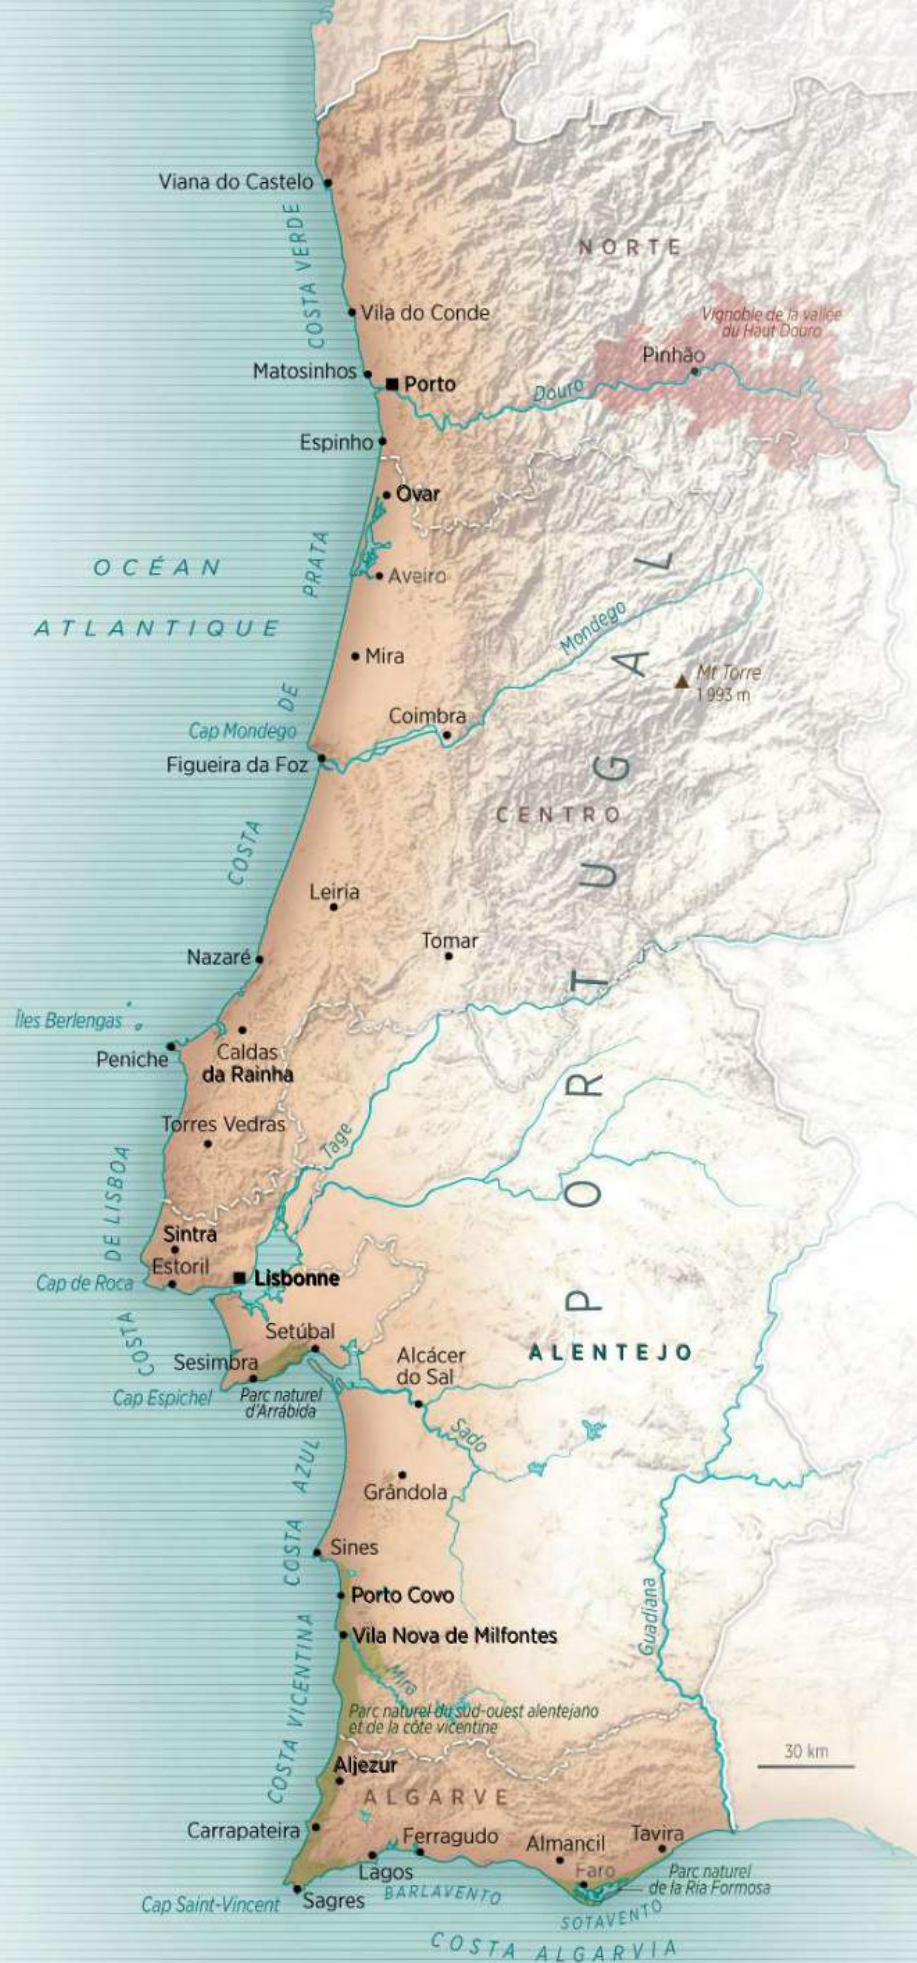 Viana do Castelo
COSTA VERDE
NORTE
Vila do Conde
Vignoble de la vallée
du Haut Douro
Pinhão
Matosinhos
Porto
Douro
Espinho
Ovar
OCÉAN
ATLANTIQUE
COSTA DE PRATA
Aveiro
Mondego
Mira
Mt Torre
1 993 m
Coimbra
Cap Mondego
Figueira da Foz
CENTRO
PORTUGAL
Leiria
Tomar
Nazaré
Îles Berlengas
Peniche
Caldas
da Rainha
Torres Vedras
Tage
COSTA DE LISBOA
Sintra
Estoril
Cap de Roca
Lisbonne
Setúbal
Sesimbra
Cap Espichel
Parc naturel
d'Arrábida
Alcácer
do Sal
ALENTEJO
Sado
COSTA AZUL
Grândola
Sines
Porto Covo
Vila Nova de Milfontes
Guadiana
COSTA VICENTINA
Mira
Parc naturel du sud-ouest alentejano
et de la côte vicentine
30 km
Aljezur
ALGARVE
Carrapateira
Ferragudo
Almancil
Tavira
Lagos
Faro
Parc naturel
de la Ria Formosa
Cap Saint-Vincent
Sagres
BARLAVENTO
SOTAVENTO
COSTA ALGARVIA